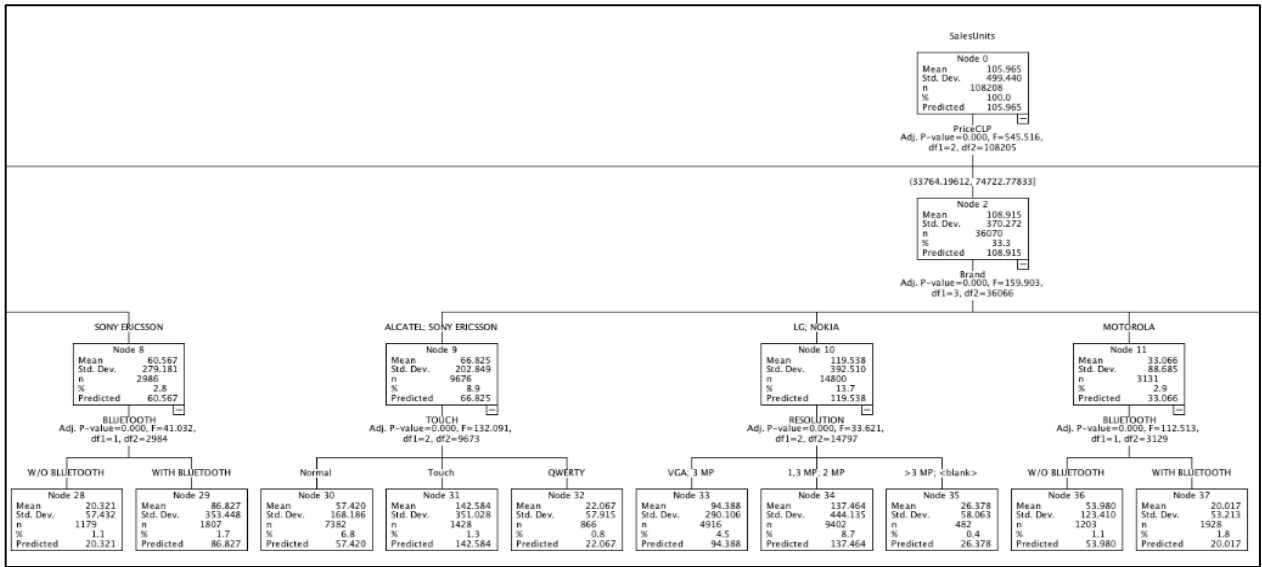 SalesUnits
Node 0
Mean 105.965
Std. Dev. 499.440
n 108208
% 100.0
Predicted 105.965
PriceCLP
Adj. P-value=0.000, F=545.516,
df1=2, df2=108205
(33764.19612, 74722.77833]
Node 2
Mean 108.915
Std. Dev. 370.272
n 36070
% 33.3
Predicted 108.915
Brand
Adj. P-value=0.000, F=159.903,
df1=3, df2=36066
SONY ERICSSON
Node 8
Mean 60.567
Std. Dev. 279.181
n 2986
% 2.8
Predicted 60.567
BLUETOOTH
Adj. P-value=0.000, F=41.032,
df1=1, df2=2984
ALCATEL; SONY ERICSSON
Node 9
Mean 66.825
Std. Dev. 202.849
n 9676
% 8.9
Predicted 66.825
TOUCH
Adj. P-value=0.000, F=132.091,
df1=2, df2=9673
LG; NOKIA
Node 10
Mean 119.538
Std. Dev. 392.510
n 14800
% 13.7
Predicted 119.538
RESOLUTION
Adj. P-value=0.000, F=33.621,
df1=2, df2=14797
MOTOROLA
Node 11
Mean 33.066
Std. Dev. 88.685
n 3131
% 2.9
Predicted 33.066
BLUETOOTH
Adj. P-value=0.000, F=112.513,
df1=1, df2=3129
W/O BLUETOOTH
Node 28
Mean 20.321
Std. Dev. 57.432
n 1179
% 1.1
Predicted 20.321
WITH BLUETOOTH
Node 29
Mean 86.827
Std. Dev. 353.448
n 1807
% 1.7
Predicted 86.827
Normal
Node 30
Mean 57.420
Std. Dev. 168.186
n 7382
% 6.8
Predicted 57.420
Touch
Node 31
Mean 142.584
Std. Dev. 351.028
n 1428
% 1.3
Predicted 142.584
QWERTY
Node 32
Mean 22.067
Std. Dev. 57.915
n 866
% 0.8
Predicted 22.067
VGA; 3 MP
Node 33
Mean 94.388
Std. Dev. 290.106
n 4916
% 4.5
Predicted 94.388
1,3 MP; 2 MP
Node 34
Mean 137.464
Std. Dev. 444.135
n 9402
% 8.7
Predicted 137.464
>3 MP; <blank>
Node 35
Mean 26.378
Std. Dev. 58.063
n 482
% 0.4
Predicted 26.378
W/O BLUETOOTH
Node 36
Mean 53.980
Std. Dev. 123.410
n 1203
% 1.1
Predicted 53.980
WITH BLUETOOTH
Node 37
Mean 20.017
Std. Dev. 53.213
n 1928
% 1.8
Predicted 20.017